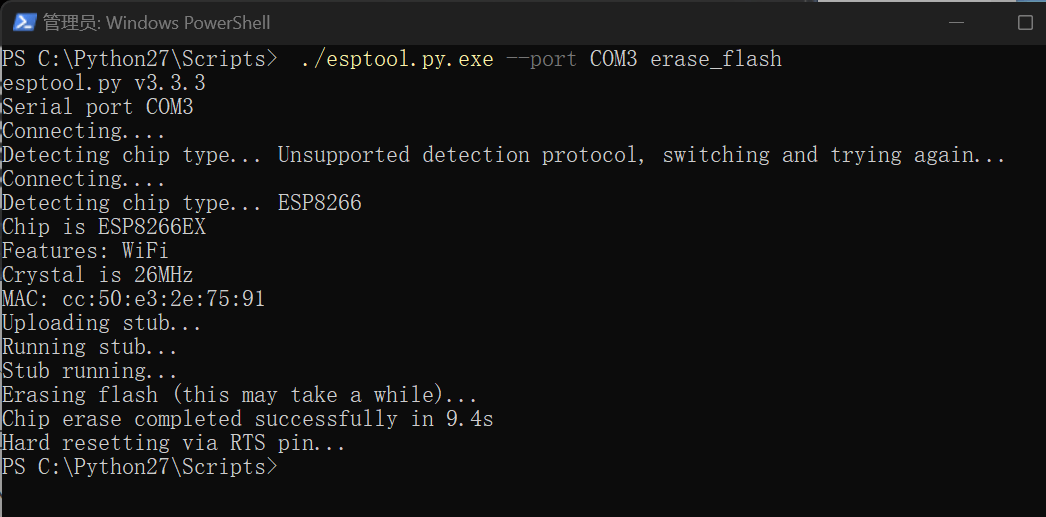 管理员: Windows PowerShell
PS C:\Python27\Scripts>  ./esptool.py.exe --port COM3 erase_flash
esptool.py v3.3.3
Serial port COM3
Connecting....
Detecting chip type... Unsupported detection protocol, switching and trying again...
Connecting....
Detecting chip type... ESP8266
Chip is ESP8266EX
Features: WiFi
Crystal is 26MHz
MAC: cc:50:e3:2e:75:91
Uploading stub...
Running stub...
Stub running...
Erasing flash (this may take a while)...
Chip erase completed successfully in 9.4s
Hard resetting via RTS pin...
PS C:\Python27\Scripts>